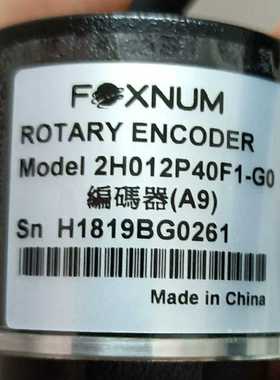 FOXNUM
ROTARY ENCODER
Model 2H012P40F1-G0
編碼器(A9)
Sn H1819BG0261
Made in China